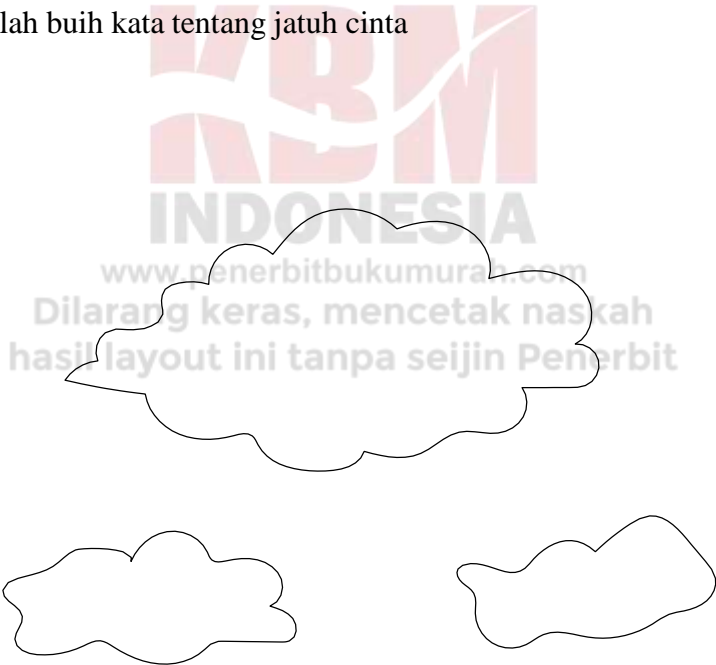 lah buih kata tentang jatuh cinta
KBM
INDONESIA
www.penerbitbukumurah.com
Dilarang keras, mencetak naskah
hasil layout ini tanpa seijin Penerbit